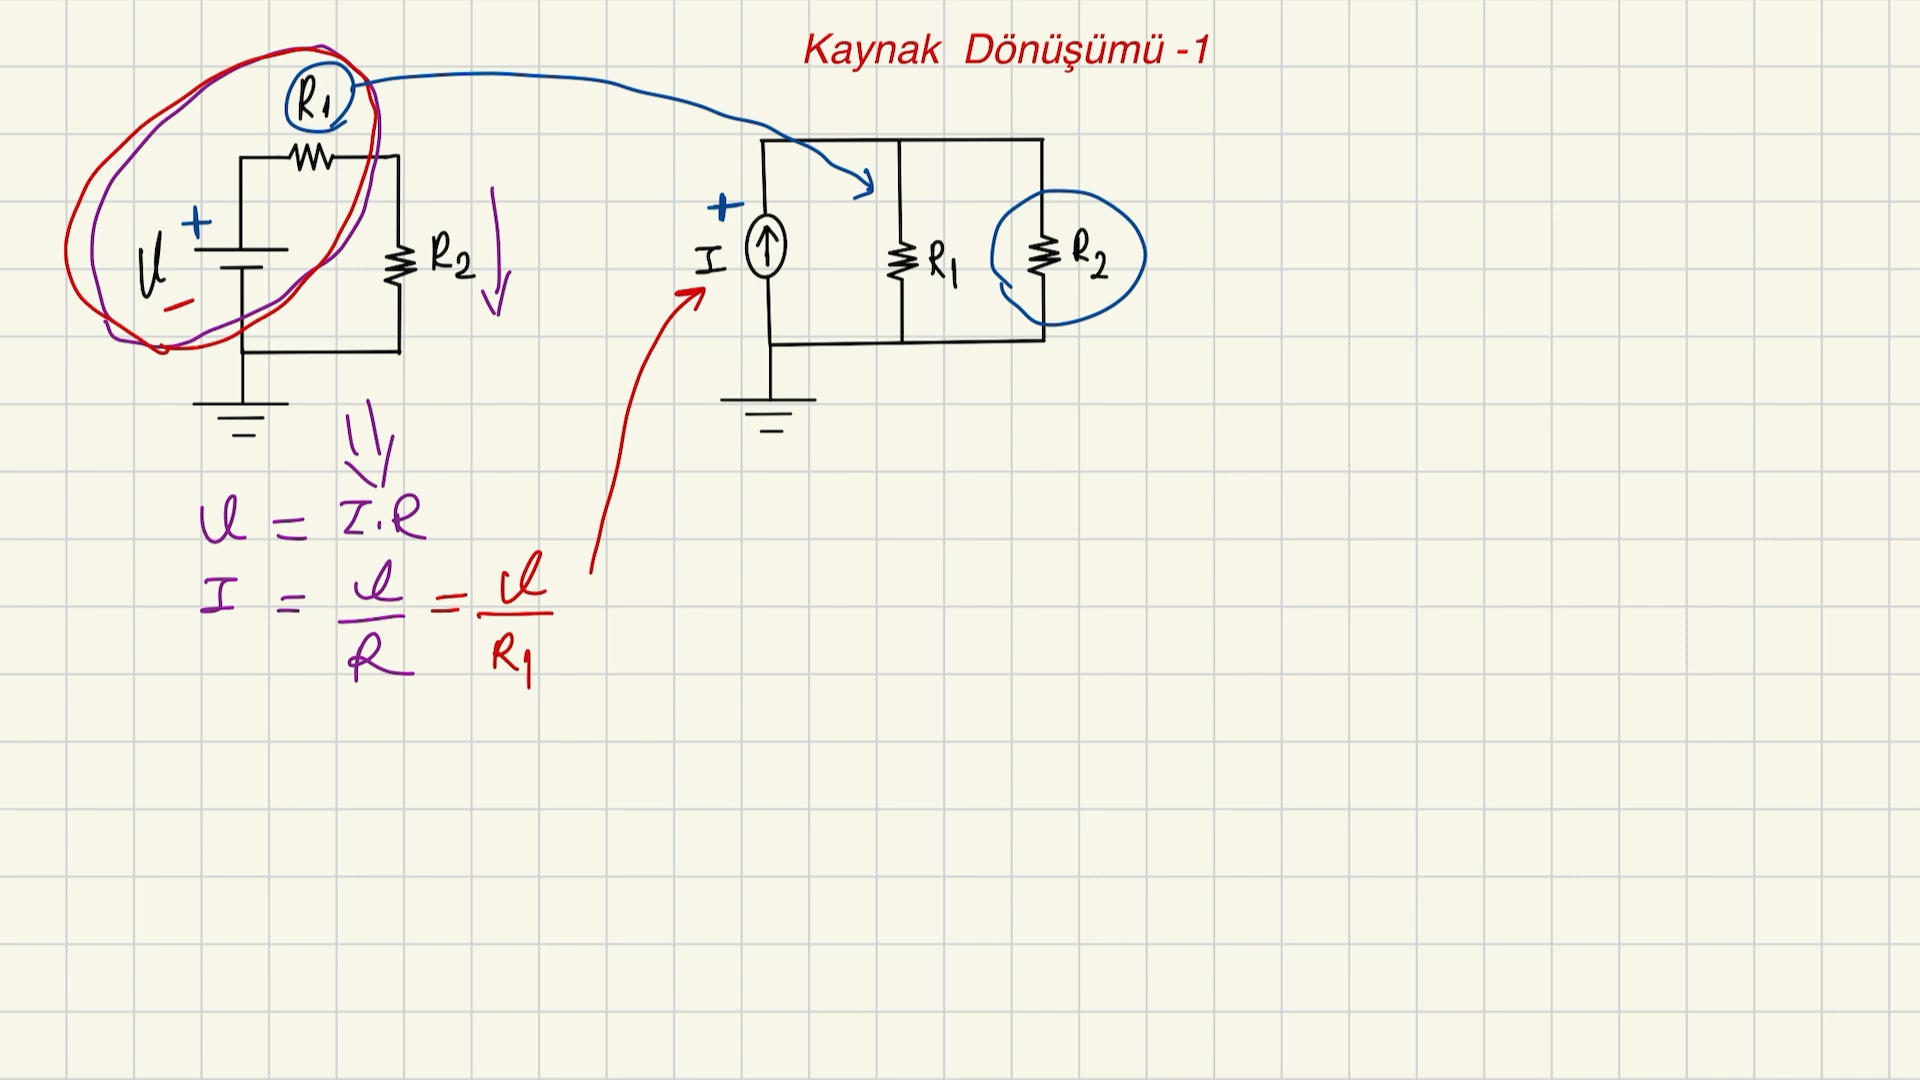 Kaynak Dönüşümü -1
R₁
+
U
-
R₂
+
I
R₁
R₂
U = I.R
I = U/R = U/R₁